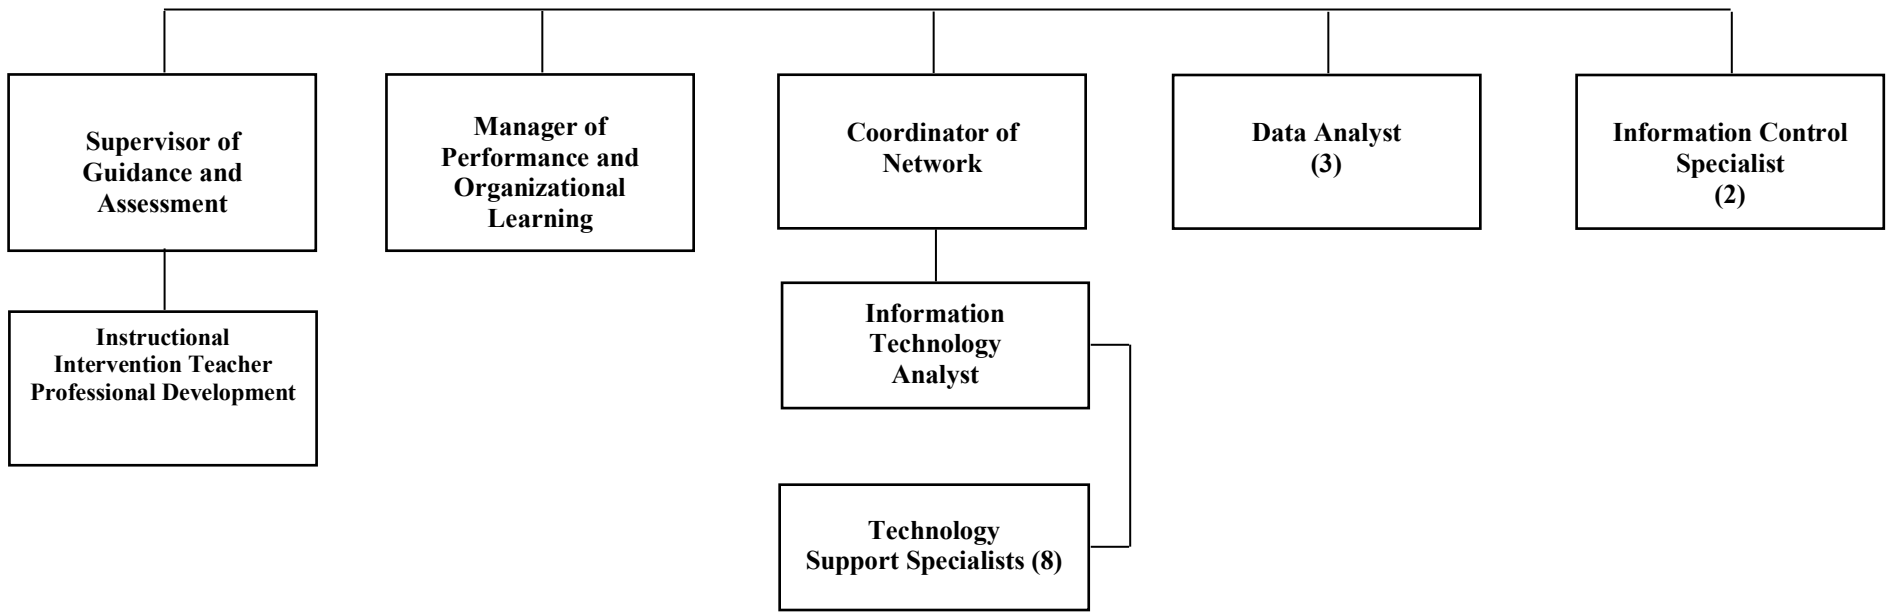 Supervisor of
Guidance and
Assessment
Manager of
Performance and
Organizational
Learning
Coordinator of
Network
Data Analyst
(3)
Information Control
Specialist
(2)
Instructional
Intervention Teacher
Professional Development
Information
Technology
Analyst
Technology
Support Specialists (8)